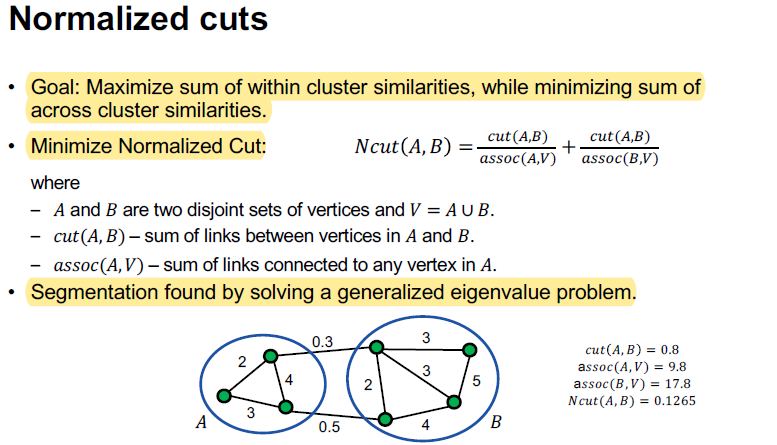 Normalized cuts
• Goal: Maximize sum of within cluster similarities, while minimizing sum of
across cluster similarities.
• Minimize Normalized Cut: Ncut(A, B) = cut(A,B)/assoc(A,V) + cut(A,B)/assoc(B,V)
where
– A and B are two disjoint sets of vertices and V = A ∪ B.
– cut(A, B) – sum of links between vertices in A and B.
– assoc(A, V) – sum of links connected to any vertex in A.
• Segmentation found by solving a generalized eigenvalue problem.
0.3
3
2
4
3
2
3
5
4
0.5
A
B
cut(A, B) = 0.8
assoc(A, V) = 9.8
assoc(B, V) = 17.8
Ncut(A, B) = 0.1265